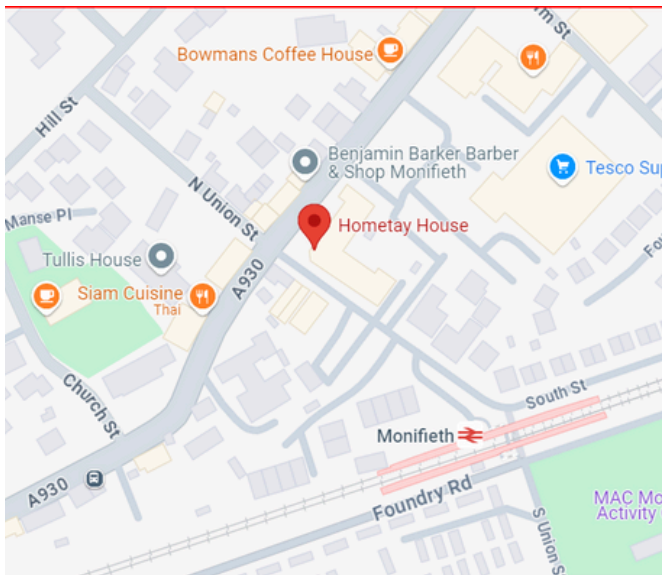 m St
Bowmans Coffee House
Hill St
Benjamin Barker Barber
& Shop Monifieth
Tesco Sup
N Union St
Manse Pl
Hometay House
Tullis House
A930
Siam Cuisine
Thai
Church St
South St
Monifieth
A930
Foundry Rd
MAC Mo
Activity
S Union S